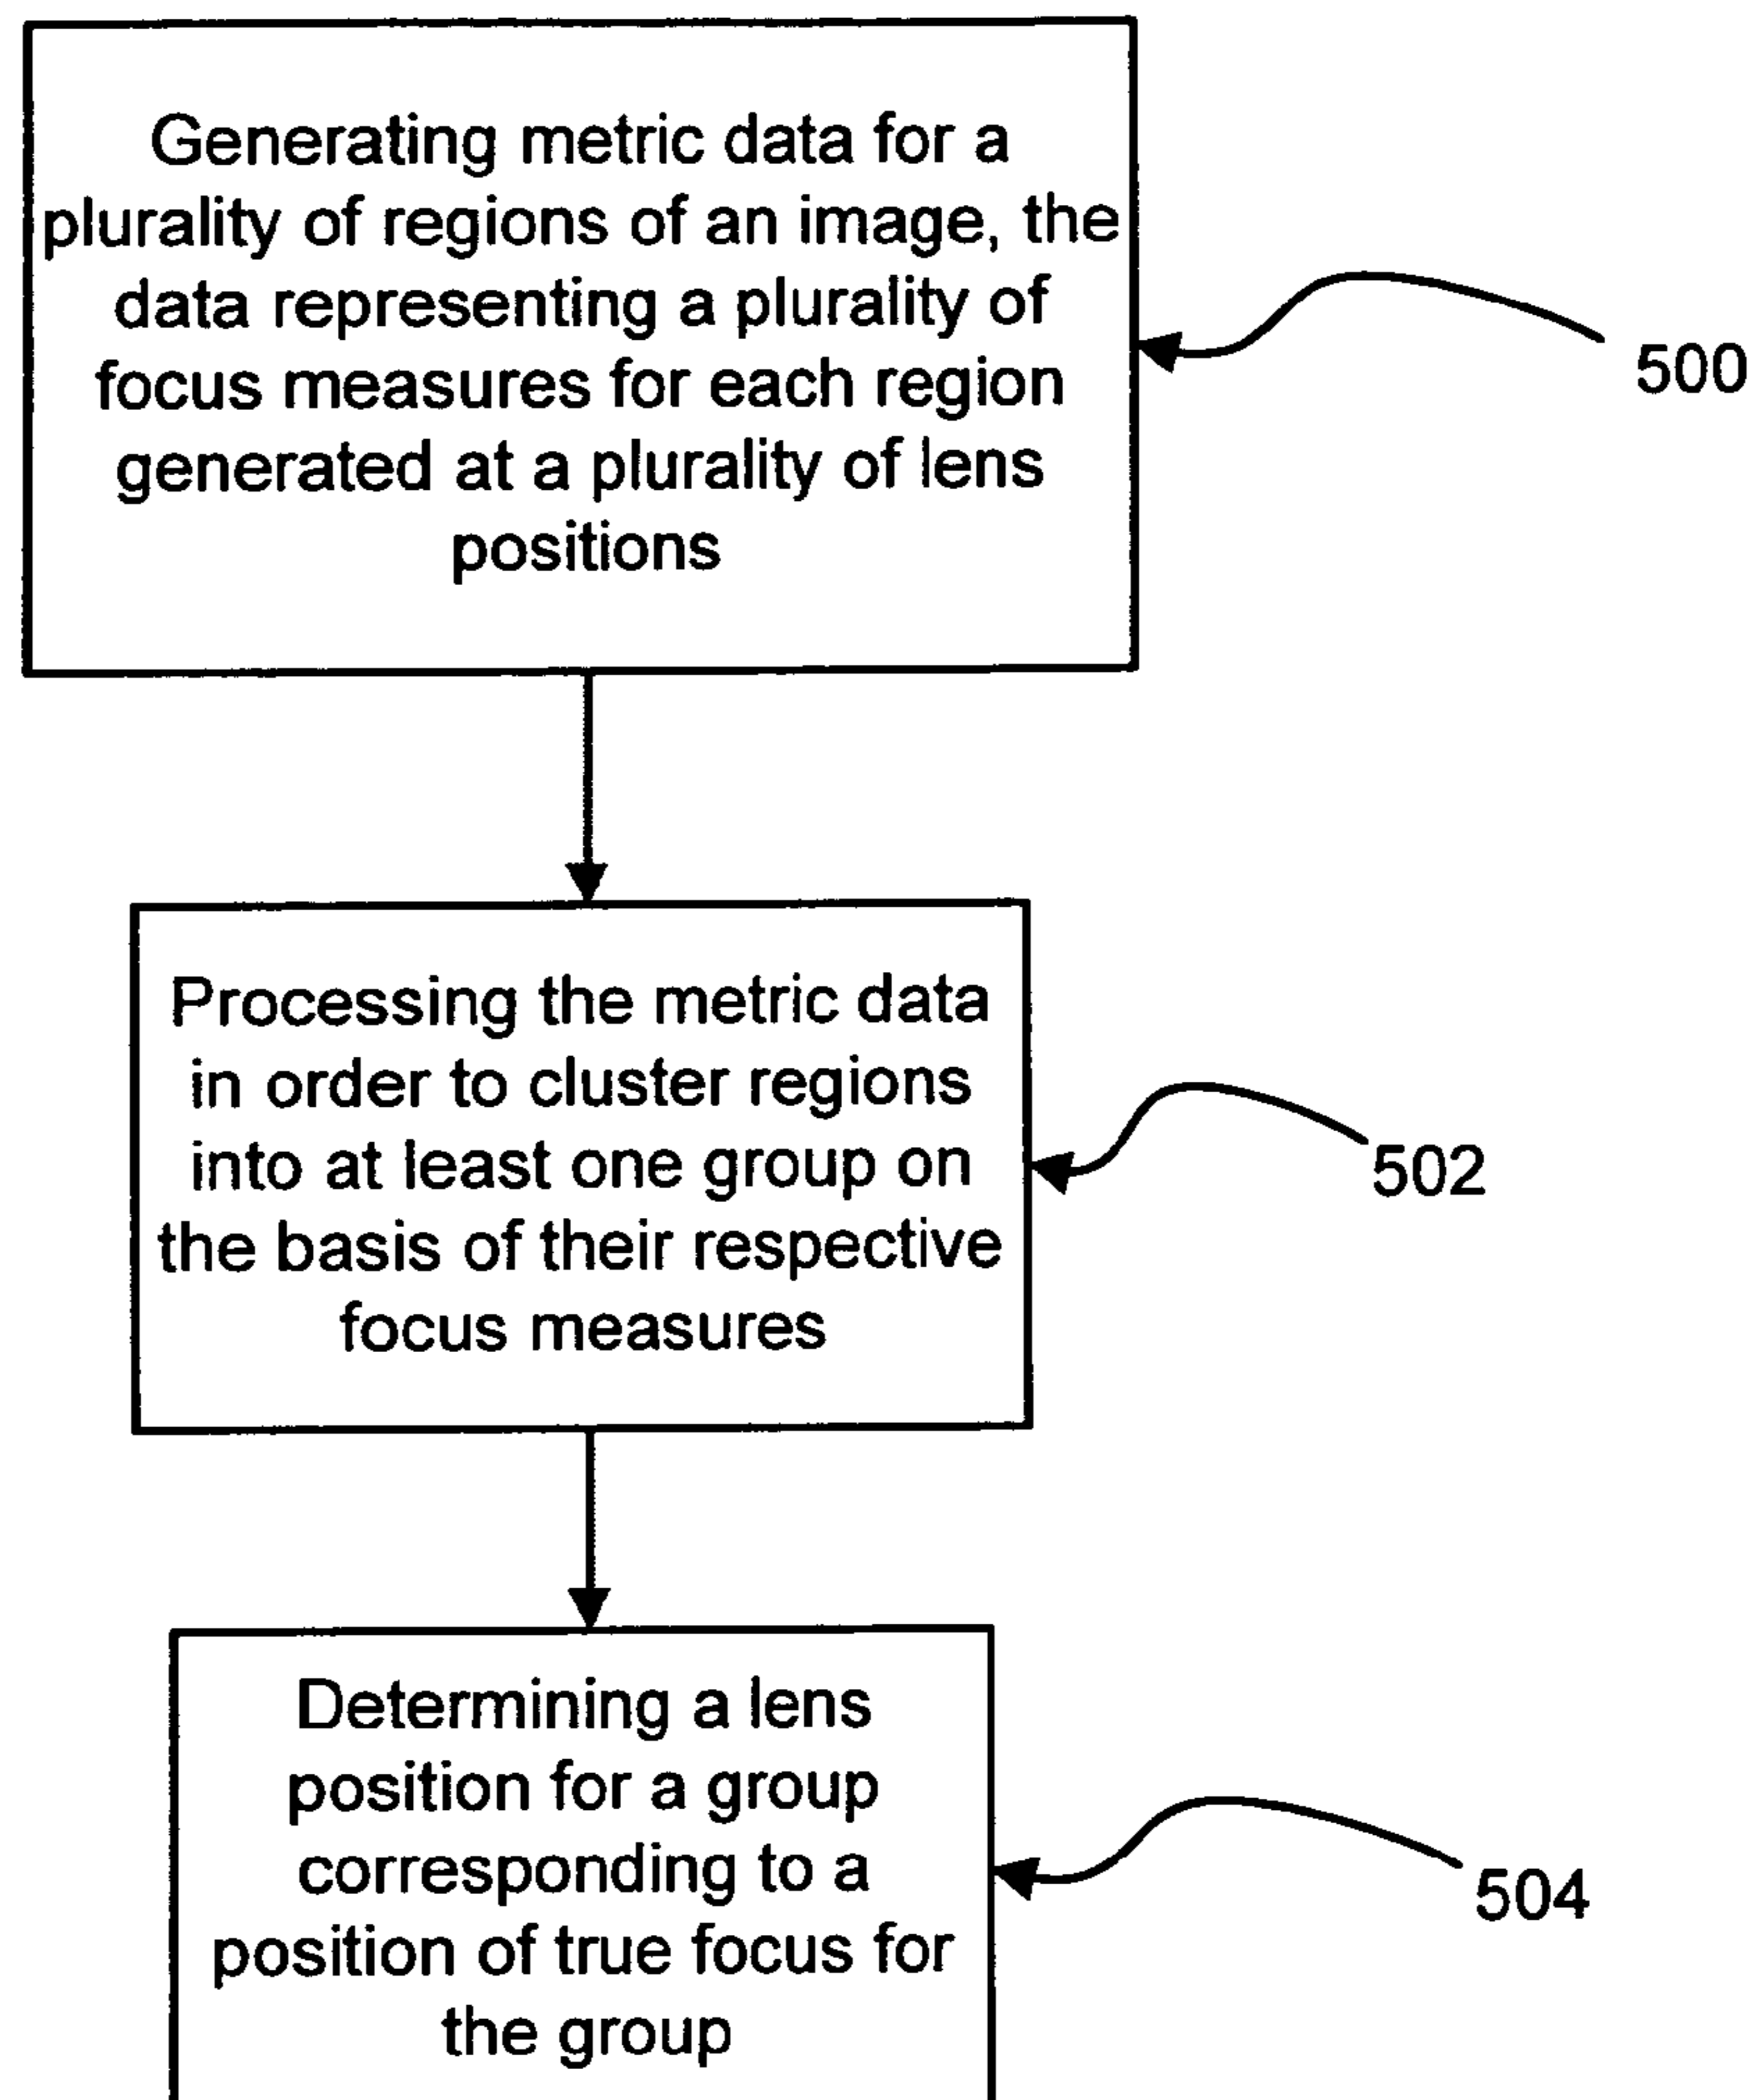 Generating metric data for a
plurality of regions of an image, the
data representing a plurality of
focus measures for each region
generated at a plurality of lens
positions
500
Processing the metric data
in order to cluster regions
into at least one group on
the basis of their respective
focus measures
502
Determining a lens
position for a group
corresponding to a
position of true focus for
the group
504